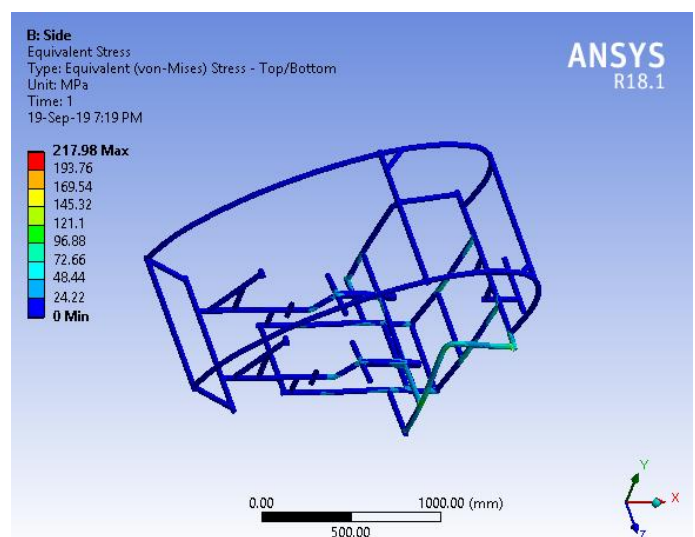 B: Side
Equivalent Stress
Type: Equivalent (von-Mises) Stress - Top/Bottom
Unit: MPa
Time: 1
19-Sep-19 7:19 PM
ANSYS
R18.1
217.98 Max
193.76
169.54
145.32
121.1
96.88
72.66
48.44
24.22
0 Min
Y
X
Z
0.00 1000.00 (mm)
500.00